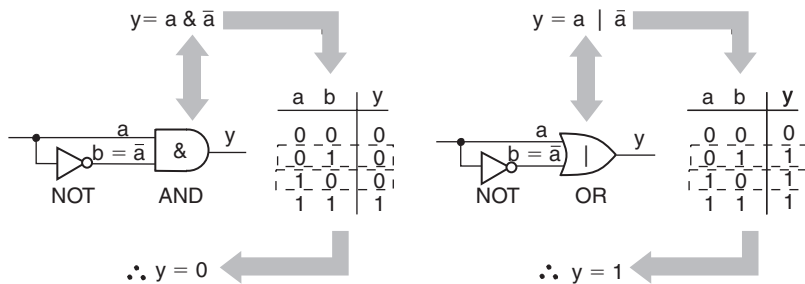 y = a & ā
a b y
0 0 0
0 1 0
1 0 0
1 1 1
a
b = ā
&
y
NOT AND
∴ y = 0
y = a | ā
a b y
0 0 0
0 1 1
1 0 1
1 1 1
a
b = ā
|
y
NOT OR
∴ y = 1